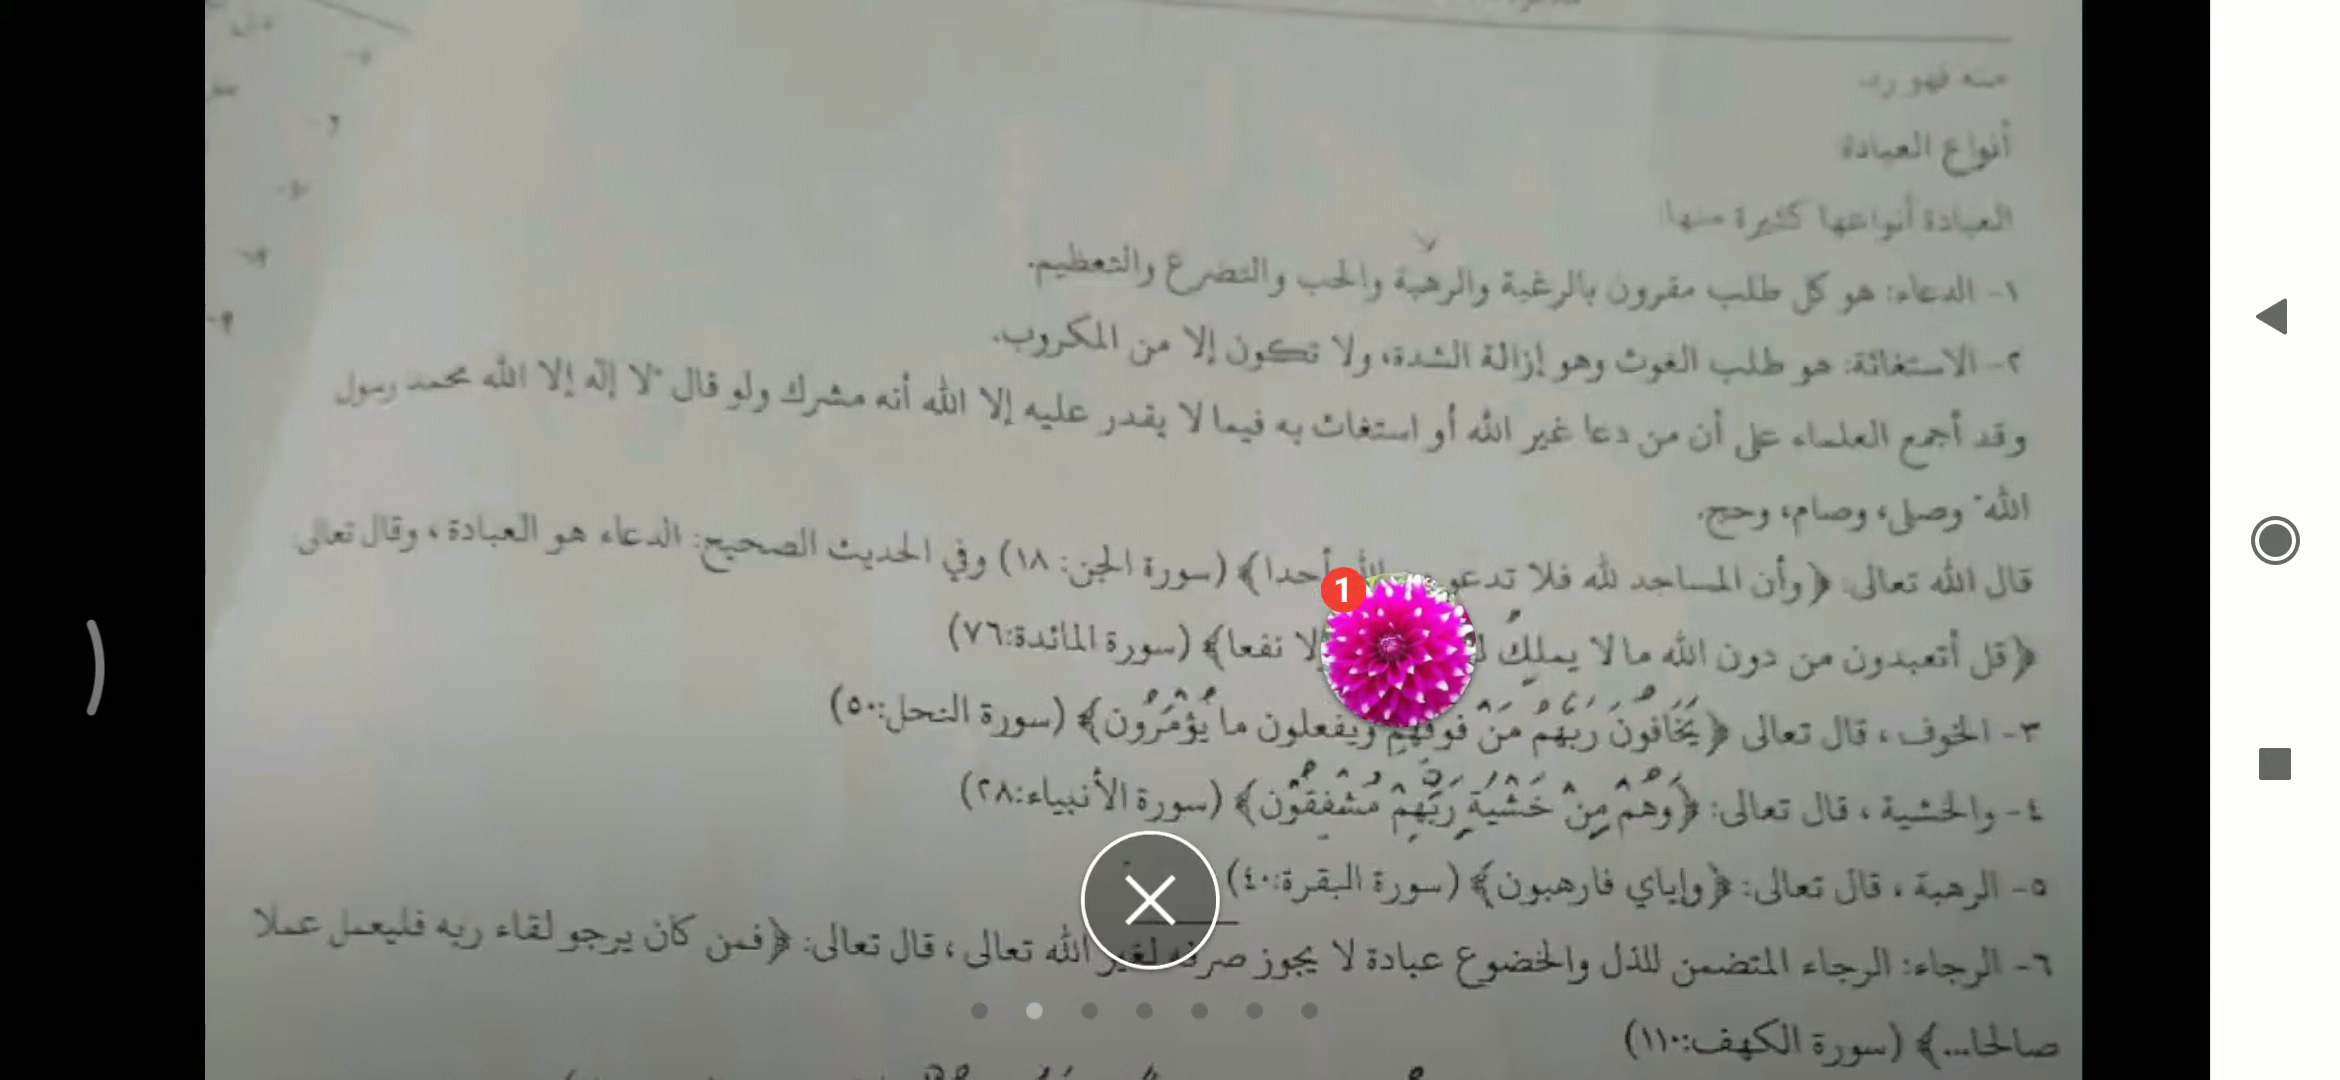 منه فهو رد.
أنواع العبادة
العبادة أنواعها كثيرة منها:
١- الدعاء: هو كل طلب مقرون بالرغبة والرهبة والحب والتضرع والتعظيم.
٢- الاستغاثة: هو طلب الغوث وهو إزالة الشدة، ولا تكون إلا من المكروب.
وقد أجمع العلماء على أن من دعا غير الله أو استغاث به فيما لا يقدر عليه إلا الله أنه مشرك ولو قال "لا إله إلا الله محمد رسول
الله" وصلى، وصام، وحج.
قال الله تعالى: ﴿وأن المساجد لله فلا تدعو الله أحدا﴾ (سورة الجن: ١٨) وفي الحديث الصحيح: الدعاء هو العبادة، وقال تعالى
﴿قل أتعبدون من دون الله ما لا يملك لا نفعا﴾ (سورة المائدة:٧٦)
1
٣- الخوف، قال تعالى ﴿يَخَافُونَ رَبَّهُمْ مِنْ فَوْقِهِمْ وَيَفْعَلُونَ مَا يُؤْمَرُونَ﴾ (سورة النحل:٥٠)
٤- والخشية، قال تعالى: ﴿وَهُمْ مِنْ خَشْيَةِ رَبِّهِمْ مُشْفِقُونَ﴾ (سورة الأنبياء:٢٨)
٥- الرهبة، قال تعالى: ﴿وإياي فارهبون﴾ (سورة البقرة:٤٠)
٦- الرجاء: الرجاء المتضمن للذل والخضوع عبادة لا يجوز صرفه لغير الله تعالى، قال تعالى: ﴿فمن كان يرجو لقاء ربه فليعمل عملا
صالحا...﴾ (سورة الكهف:١١٠)